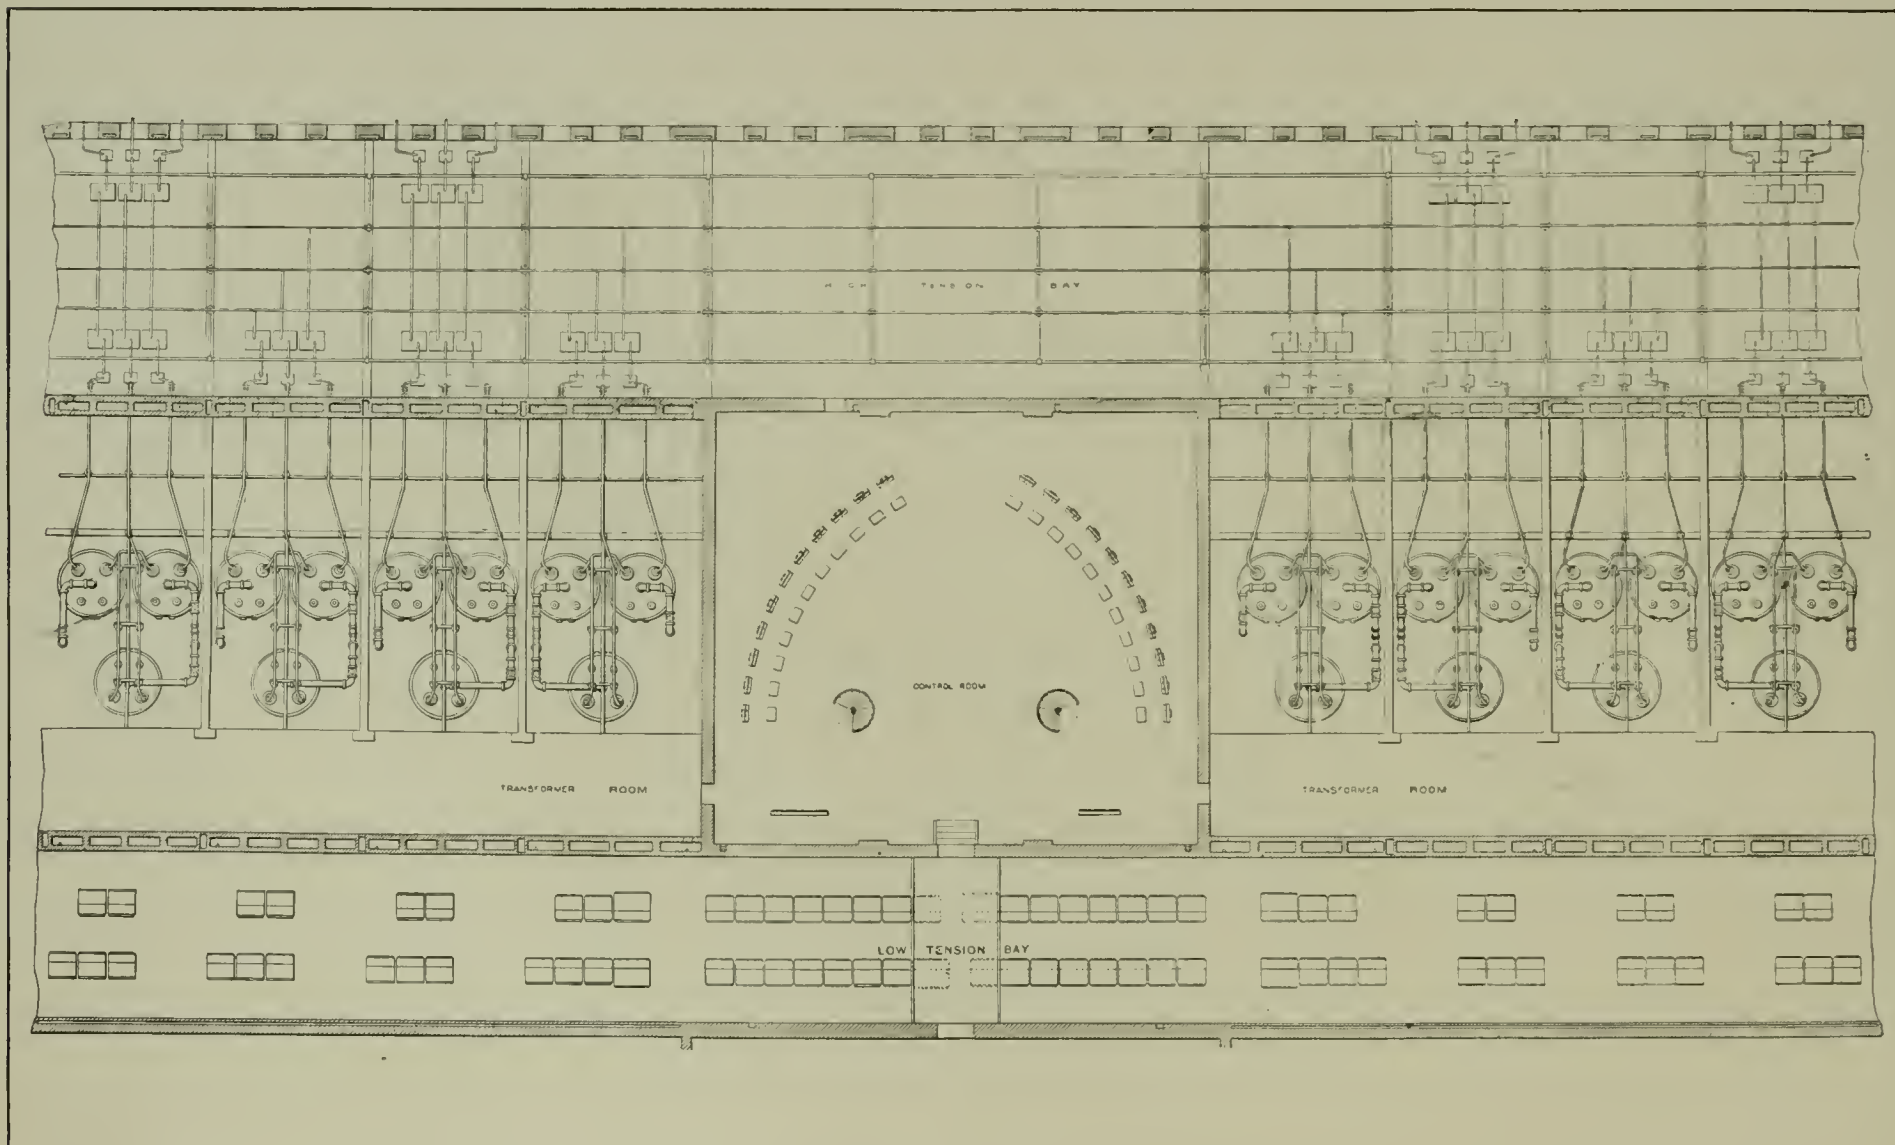 HIGH TENSION BAY
CONTROL ROOM
TRANSFORMER ROOM
TRANSFORMER ROOM
LOW TENSION BAY